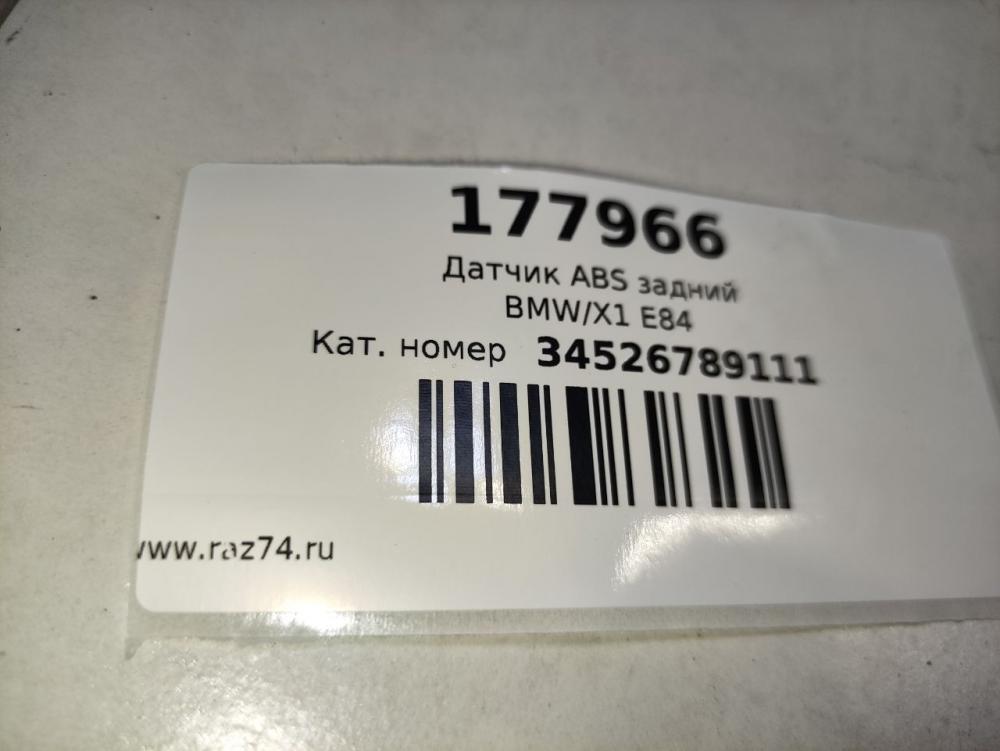 177966
Датчик ABS задний
BMW/X1 E84
Кат. номер 34526789111
www.raz74.ru